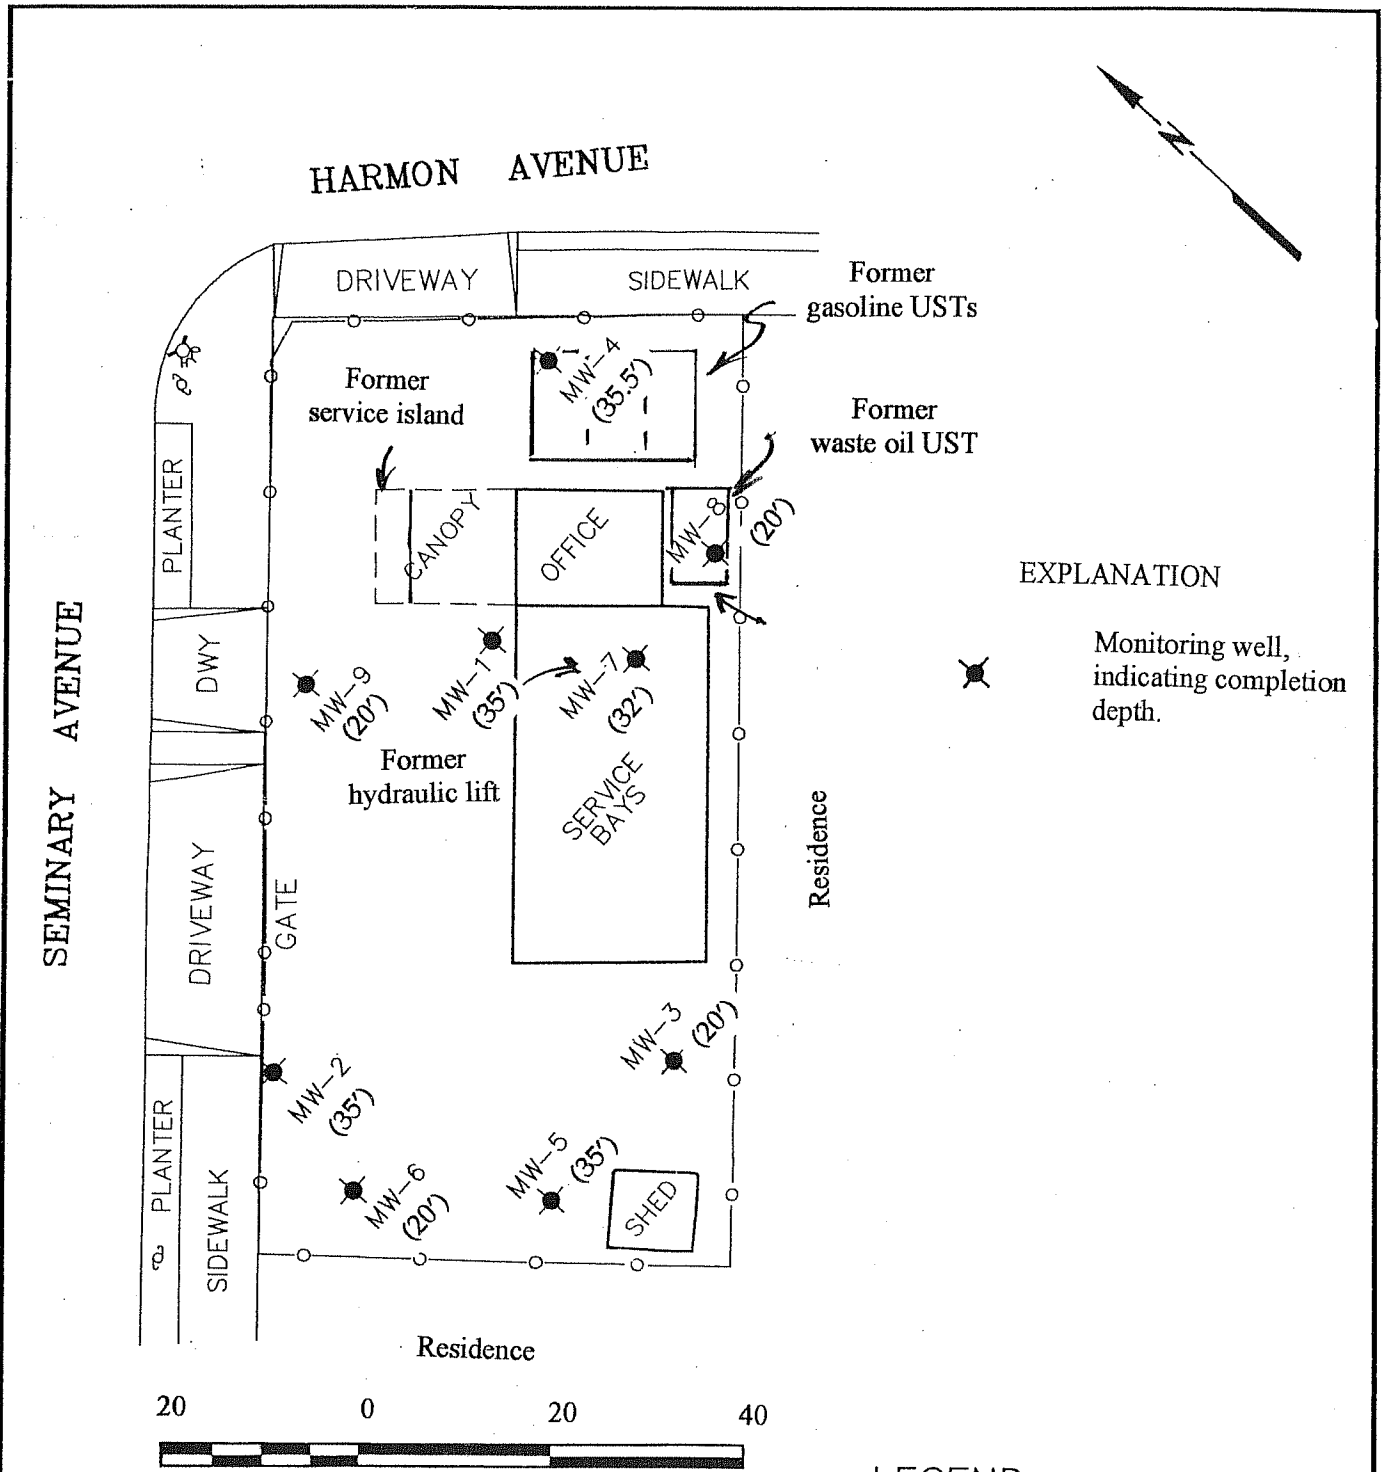 HARMON AVENUE
N
DRIVEWAY
SIDEWALK
Former
gasoline USTs
MW-4
(35.5')
Former
service island
Former
waste oil UST
PLANTER
CANOPY
OFFICE
MW-8
(20')
EXPLANATION
Monitoring well,
indicating completion
depth.
SEMINARY AVENUE
DWY
MW-9
(20')
MW-1
(35')
MW-7
(32')
Former
hydraulic lift
SERVICE
BAYS
Residence
DRIVEWAY
GATE
MW-3
(20')
MW-2
(35')
PLANTER
SIDEWALK
MW-6
(20')
MW-5
(35')
SHED
Residence
20 0 20 40
LEGEND